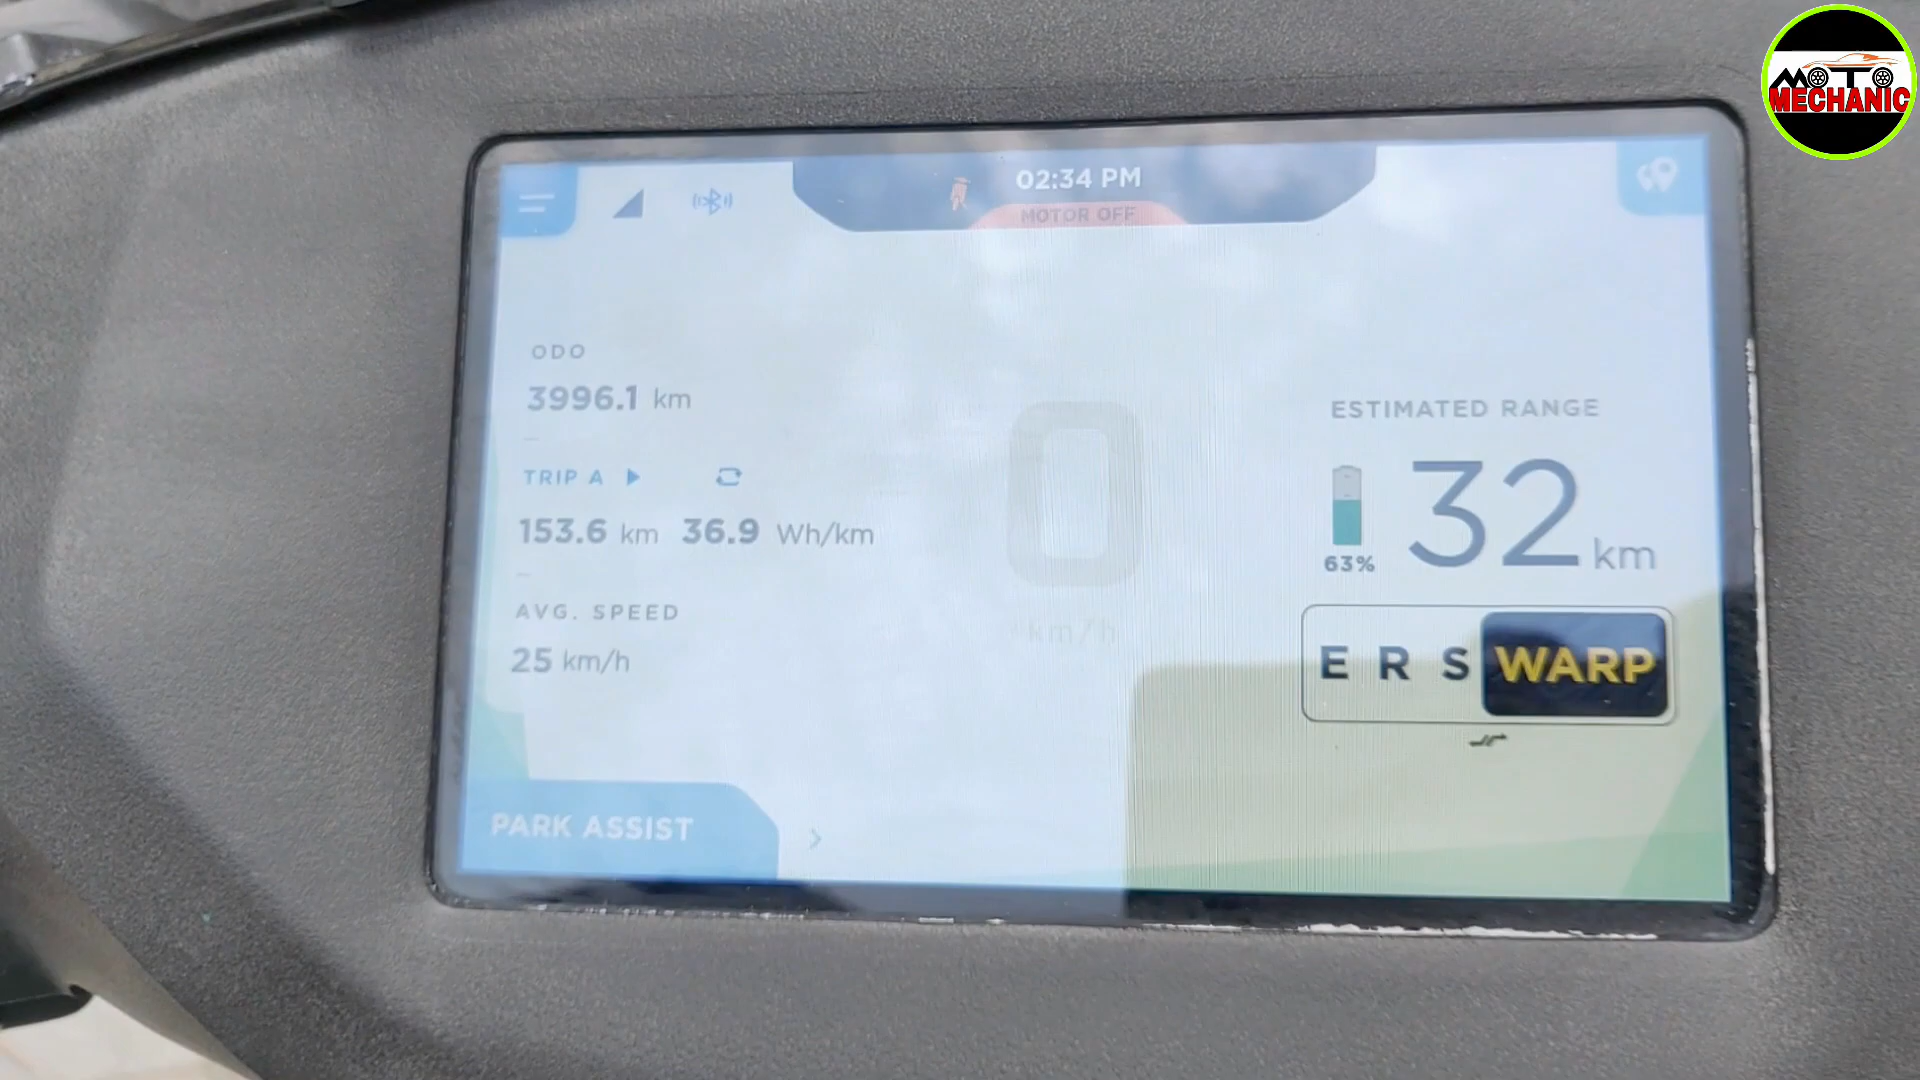 MOTO
MECHANIC
02:34 PM
MOTOR OFF
ODO
3996.1 km
TRIP A
153.6 km 36.9 Wh/km
AVG. SPEED
25 km/h
0
km/h
ESTIMATED RANGE
63%
32 km
E R S WARP
PARK ASSIST